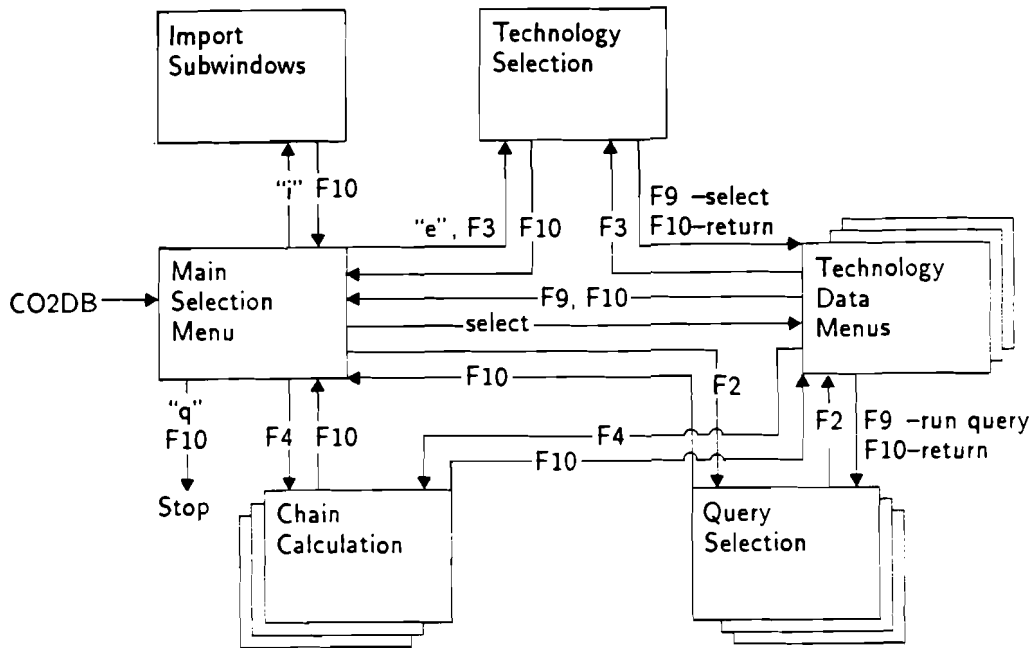 Import
Subwindows
Technology
Selection
"i" F10
"e", F3
F10
F3
F9 –select
F10–return
CO2DB
Main
Selection
Menu
F9, F10
select
Technology
Data
Menus
F10
F2
"q"
F10
F4
F10
F4
F10
F2
F9 –run query
F10–return
Stop
Chain
Calculation
Query
Selection